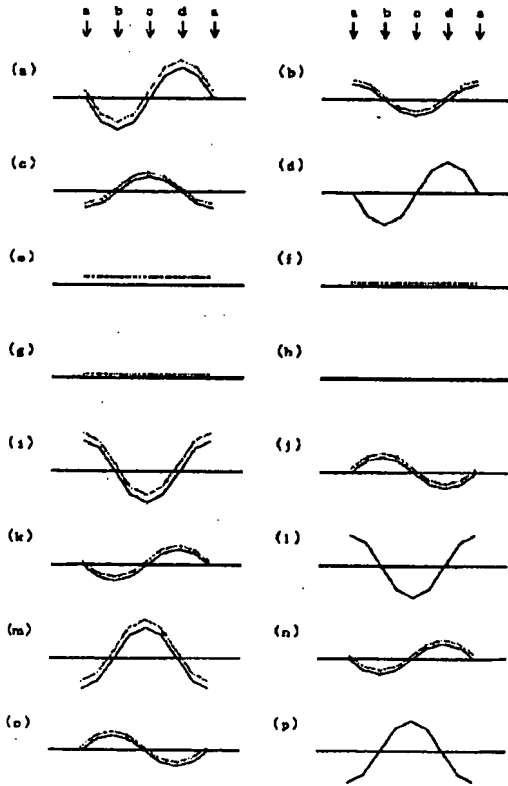 a b c d a a b c d a
(a) (b)
(c) (d)
(e) (f)
(g) (h)
(i) (j)
(k) (l)
(m) (n)
(o) (p)